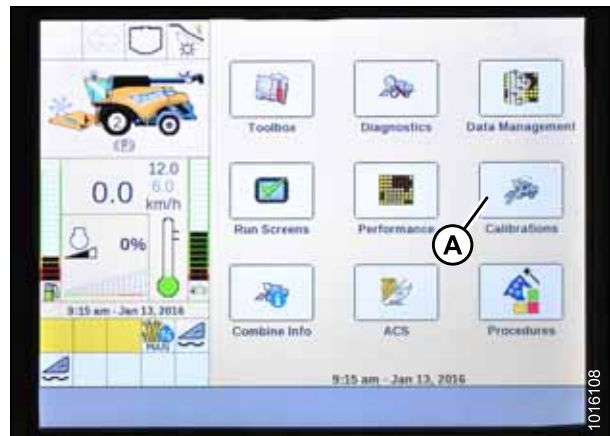 2
(P)
12.0
6.0
0.0
km/h
0%
9:15 am - Jan 13, 2016
MAN
Toolbox
Diagnostics
Data Management
Run Screens
Performance
Calibrations
A
Combine Info
ACS
Procedures
9:15 am - Jan 13, 2016
1016108